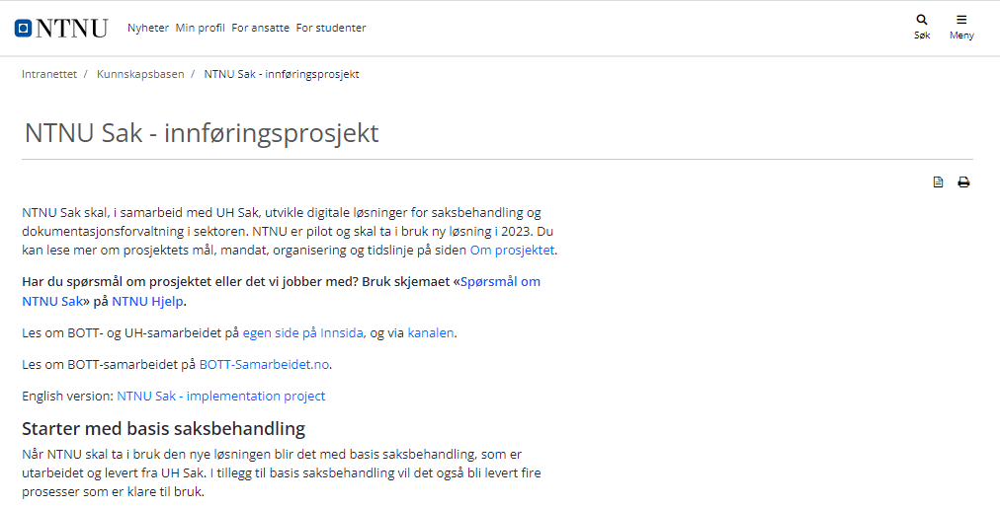 NTNU
Nyheter Min profil For ansatte For studenter
Søk
Meny
Intranettet / Kunnskapsbasen / NTNU Sak - innføringsprosjekt
NTNU Sak - innføringsprosjekt
NTNU Sak skal, i samarbeid med UH Sak, utvikle digitale løsninger for saksbehandling og
dokumentasjonsforvaltning i sektoren. NTNU er pilot og skal ta i bruk ny løsning i 2023. Du
kan lese mer om prosjektets mål, mandat, organisering og tidslinje på siden Om prosjektet.
Har du spørsmål om prosjektet eller det vi jobber med? Bruk skjemaet «Spørsmål om
NTNU Sak» på NTNU Hjelp.
Les om BOTT- og UH-samarbeidet på egen side på Innsida, og via kanalen.
Les om BOTT-samarbeidet på BOTT-Samarbeidet.no.
English version: NTNU Sak - implementation project
Starter med basis saksbehandling
Når NTNU skal ta i bruk den nye løsningen blir det med basis saksbehandling, som er
utarbeidet og levert fra UH Sak. I tillegg til basis saksbehandling vil det også bli levert fire
prosesser som er klare til bruk.